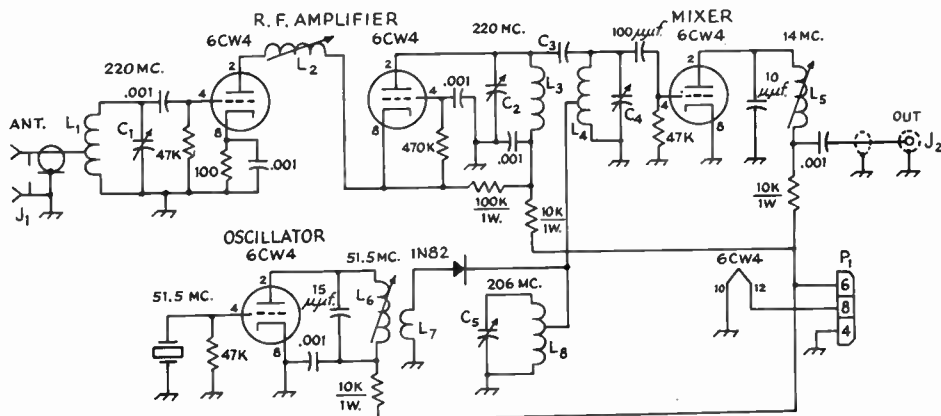 R.F. AMPLIFIER
MIXER
6CW4
6CW4
220 MC.
C3
100 μμf.
6CW4
14 MC.
L2
220 MC.
.001
2
4
8
2
4
8
.001
C2
L3
L4
C4
2
4
8
10
μμf.
L5
ANT.
L1
C1
47K
100
.001
470K
.001
47K
.001
OUT
J2
J1
100K
1W.
10K
1W.
10K
1W.
OSCILLATOR
6CW4
51.5 MC.
1N82
6CW4
P1
51.5 MC.
2
4
8
15
μμf.
L6
L7
206 MC.
C5
L8
10
12
6
8
4
47K
.001
10K
1W.